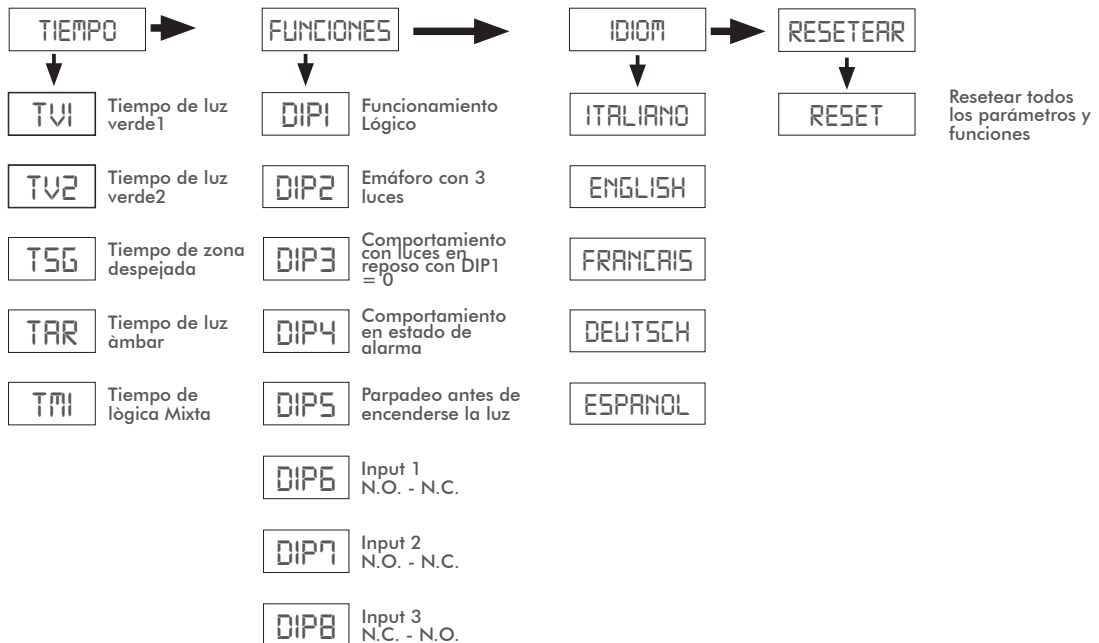 TIEMPO
FUNCIONES
IDIOM
RESETEAR
TV1
Tiempo de luz
verde1
TV2
Tiempo de luz
verde2
TSG
Tiempo de zona
despejada
TAR
Tiempo de luz
àmbar
TMI
Tiempo de
lògica Mixta
DIP1
Funcionamiento
Lógico
DIP2
Emáforo con 3
luces
DIP3
Comportamiento
con luces en
reposo con DIP1
= 0
DIP4
Comportamiento
en estado de
alarma
DIP5
Parpadeo antes de
encenderse la luz
DIP6
Input 1
N.O. - N.C.
DIP7
Input 2
N.O. - N.C.
DIP8
Input 3
N.C. - N.O.
ITALIANO
ENGLISH
FRANCAIS
DEUTSCH
ESPANOL
RESET
Resetear todos
los parámetros y
funciones